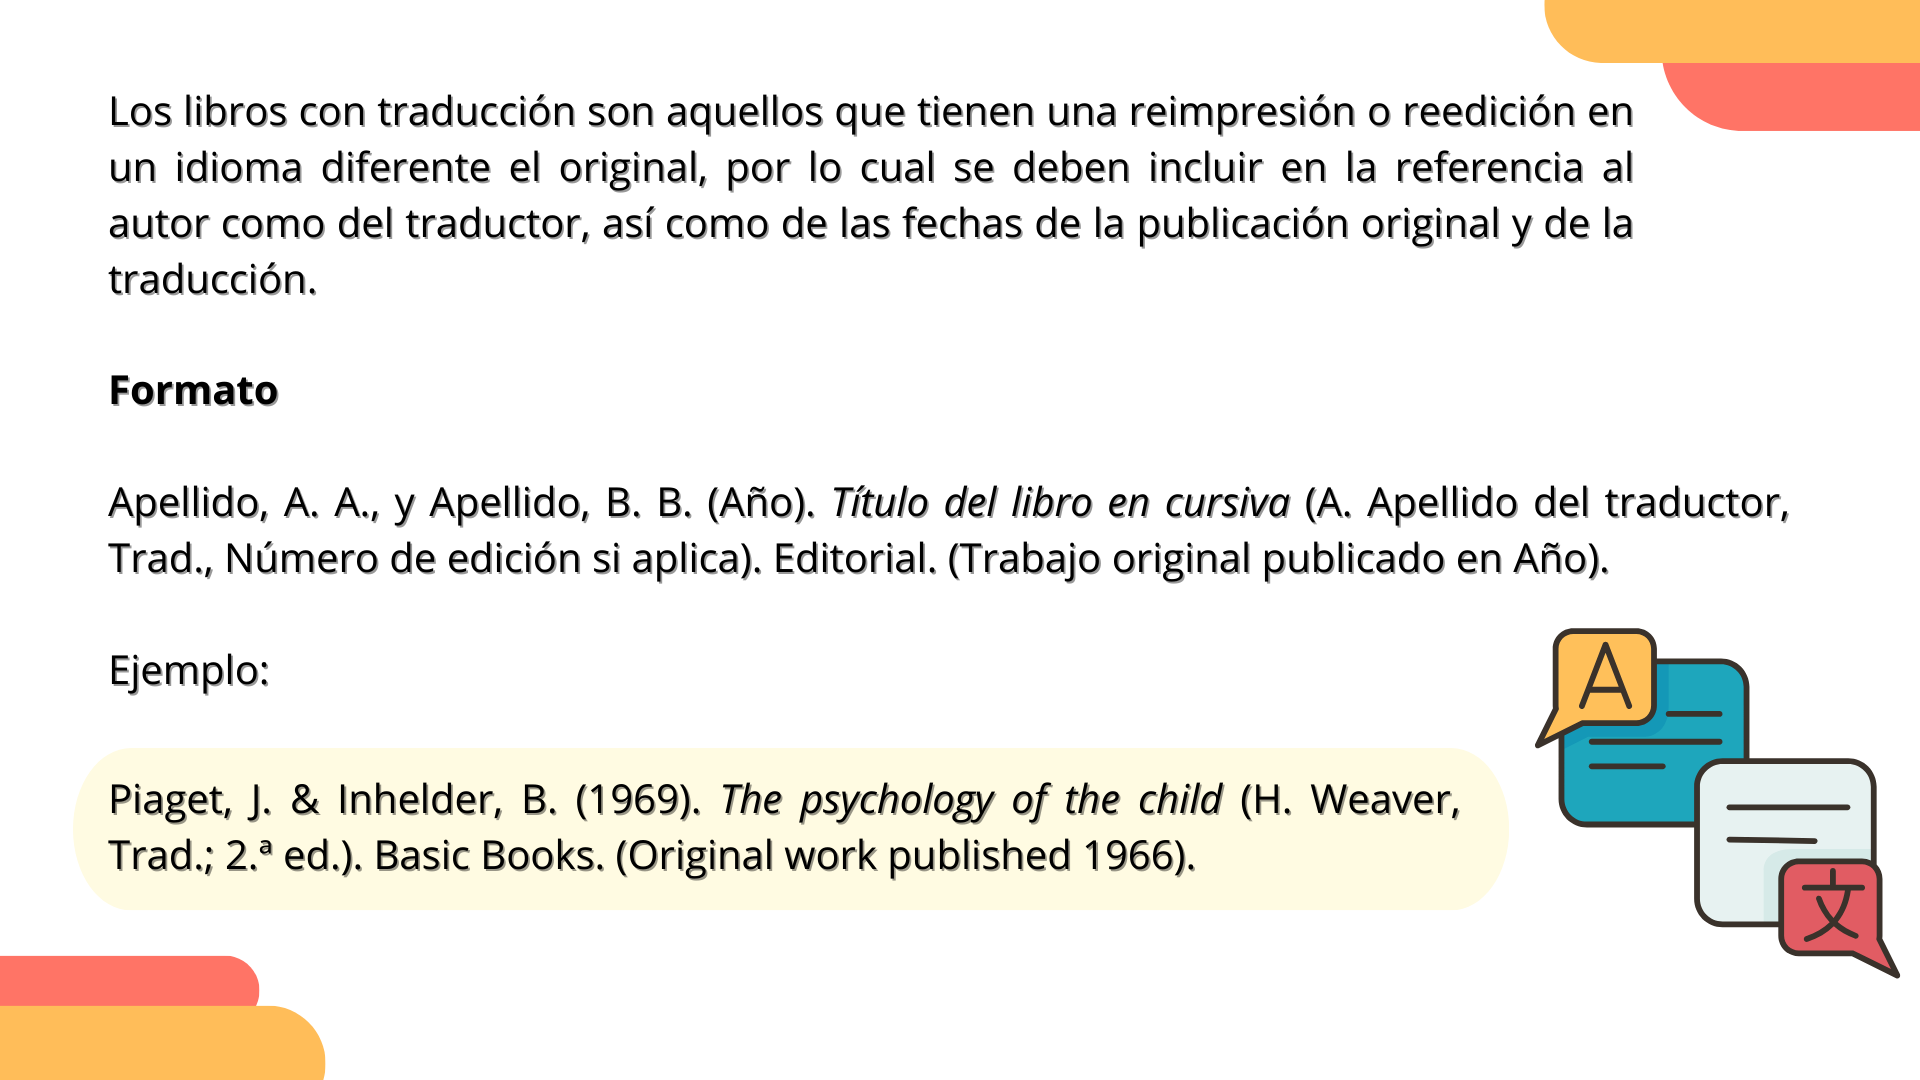 Los libros con traducción son aquellos que tienen una reimpresión o reedición en
un idioma diferente el original, por lo cual se deben incluir en la referencia al
autor como del traductor, así como de las fechas de la publicación original y de la
traducción.
Formato
Apellido, A. A., y Apellido, B. B. (Año). Título del libro en cursiva (A. Apellido del traductor,
Trad., Número de edición si aplica). Editorial. (Trabajo original publicado en Año).
Ejemplo:
A
Piaget, J. & Inhelder, B. (1969). The psychology of the child (H. Weaver,
Trad.; 2.ª ed.). Basic Books. (Original work published 1966).
文